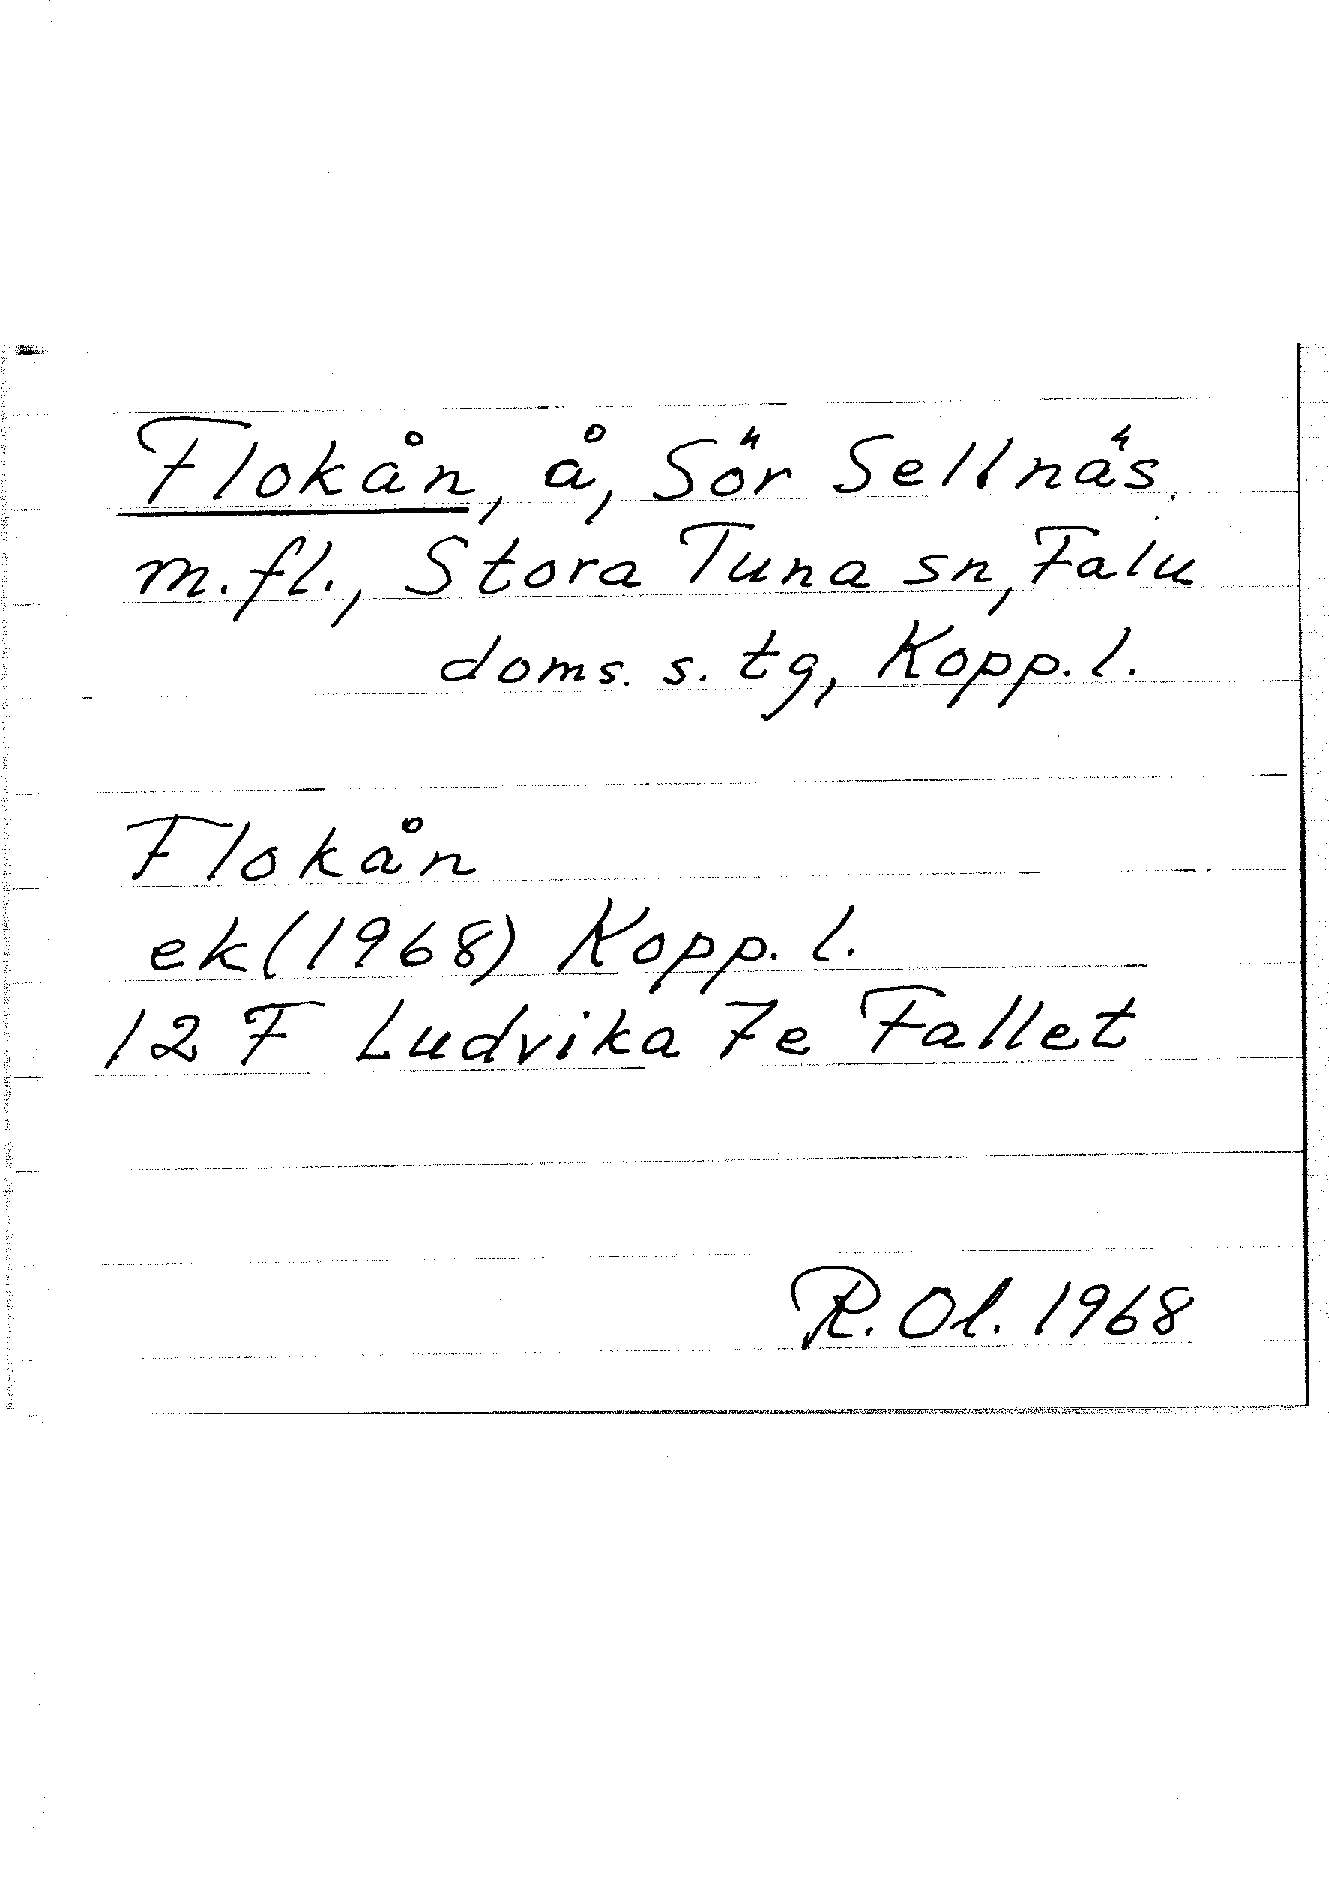 Flokån, å, Sör Sellnäs
m.fl., Stora Tuna sn, Falu
doms. s. tg, Kopp. l.
Flokån
ek (1968) Kopp. l.
12 F Ludvika 7e Fallet
R. Ol. 1968